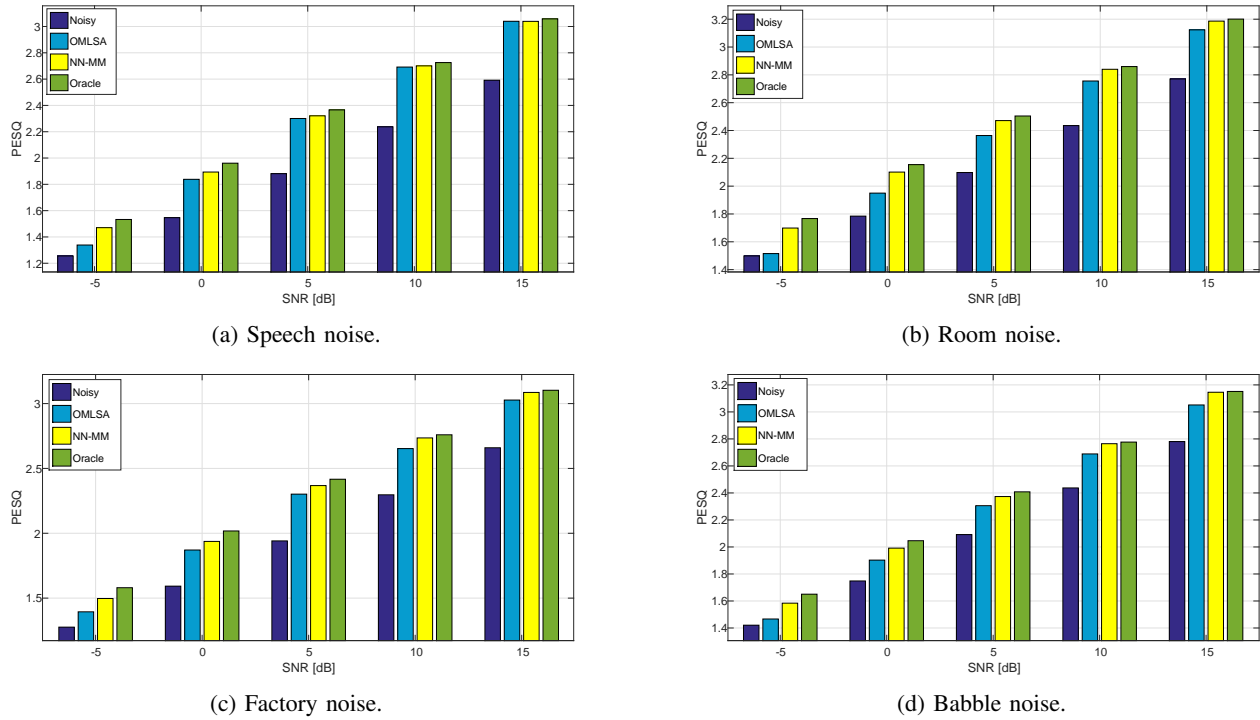 Noisy
OMLSA
NN-MM
Oracle
PESQ
3
2.8
2.6
2.4
2.2
2
1.8
1.6
1.4
1.2
-5 0 5 10 15
SNR [dB]
(a) Speech noise.
Noisy
OMLSA
NN-MM
Oracle
PESQ
3.2
3
2.8
2.6
2.4
2.2
2
1.8
1.6
1.4
-5 0 5 10 15
SNR [dB]
(b) Room noise.
Noisy
OMLSA
NN-MM
Oracle
PESQ
3
2.5
2
1.5
-5 0 5 10 15
SNR [dB]
(c) Factory noise.
Noisy
OMLSA
NN-MM
Oracle
PESQ
3.2
3
2.8
2.6
2.4
2.2
2
1.8
1.6
1.4
-5 0 5 10 15
SNR [dB]
(d) Babble noise.